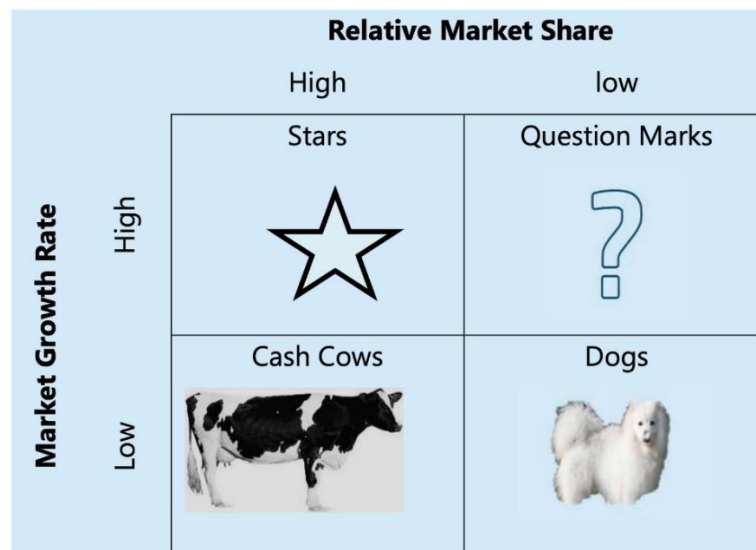 Relative Market Share
High
low
Market Growth Rate
High
Stars
Question Marks
?
Low
Cash Cows
Dogs